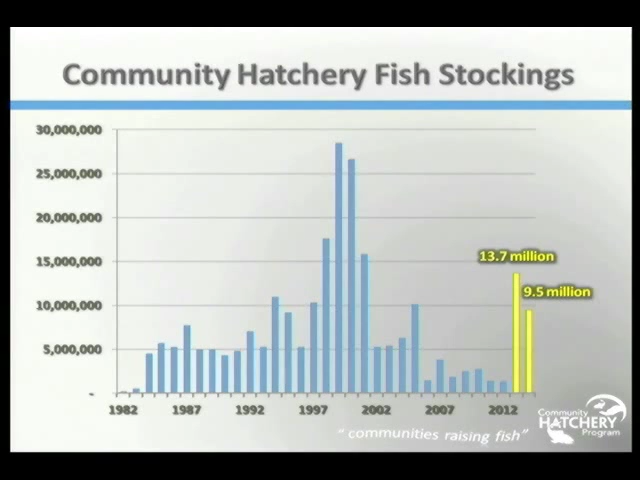 Community Hatchery Fish Stockings
30,000,000
25,000,000
20,000,000
15,000,000
10,000,000
5,000,000
-
13.7 million
9.5 million
1982 1987 1992 1997 2002 2007 2012
"communities raising fish"
Community
HATCHERY
Program